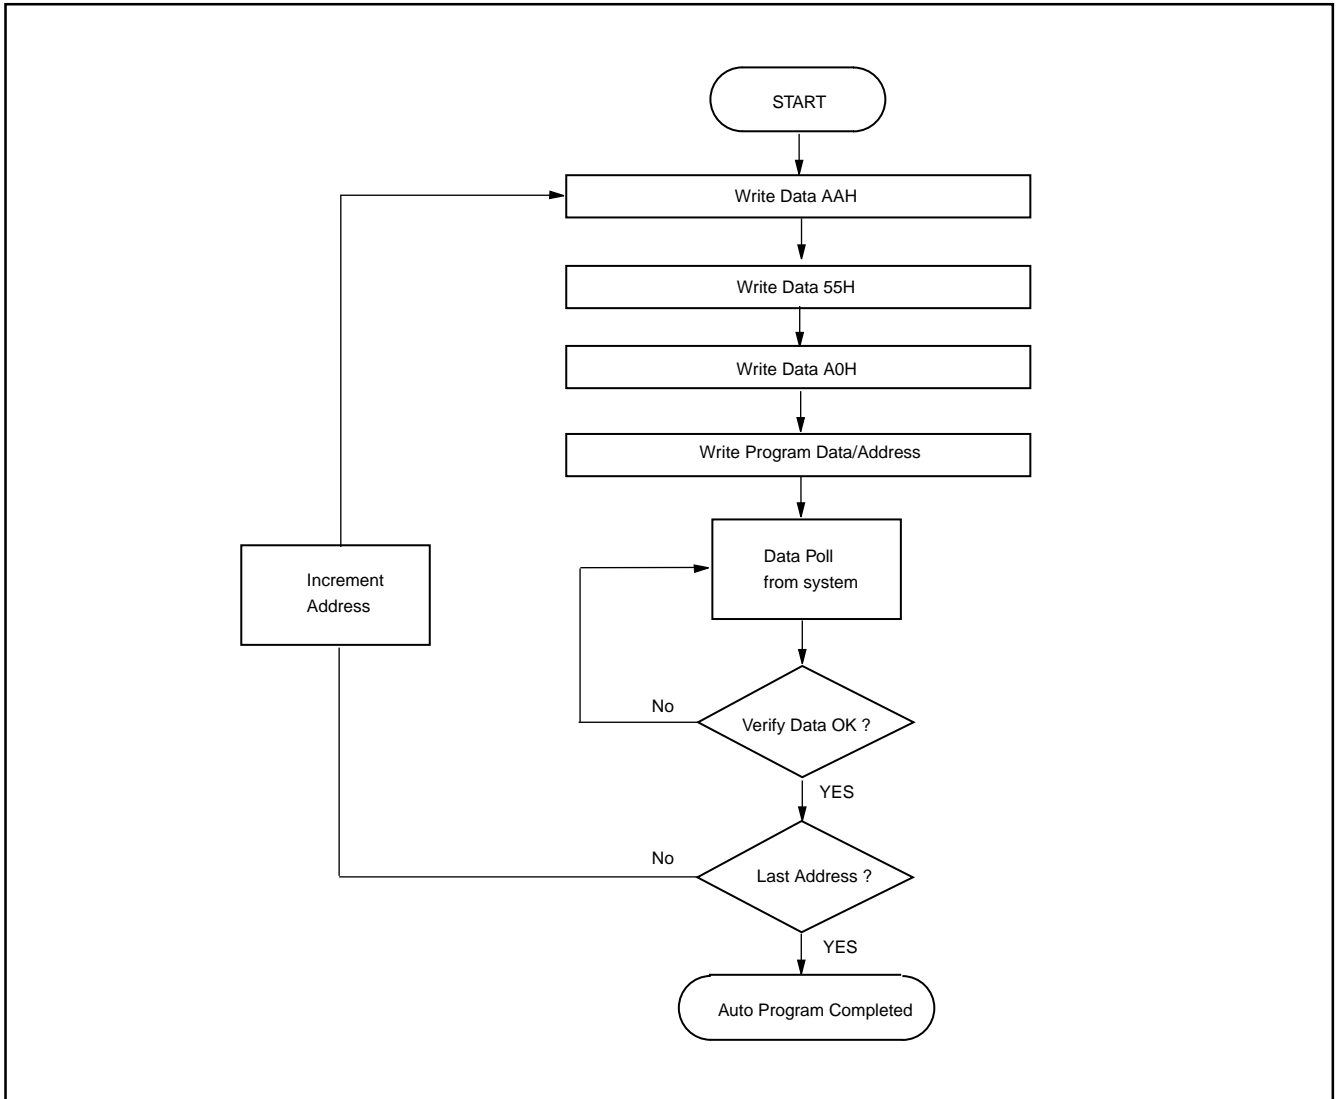 START
Write Data AAH
Write Data 55H
Write Data A0H
Write Program Data/Address
Data Poll
from system
Increment
Address
No
Verify Data OK ?
YES
No
Last Address ?
YES
Auto Program Completed